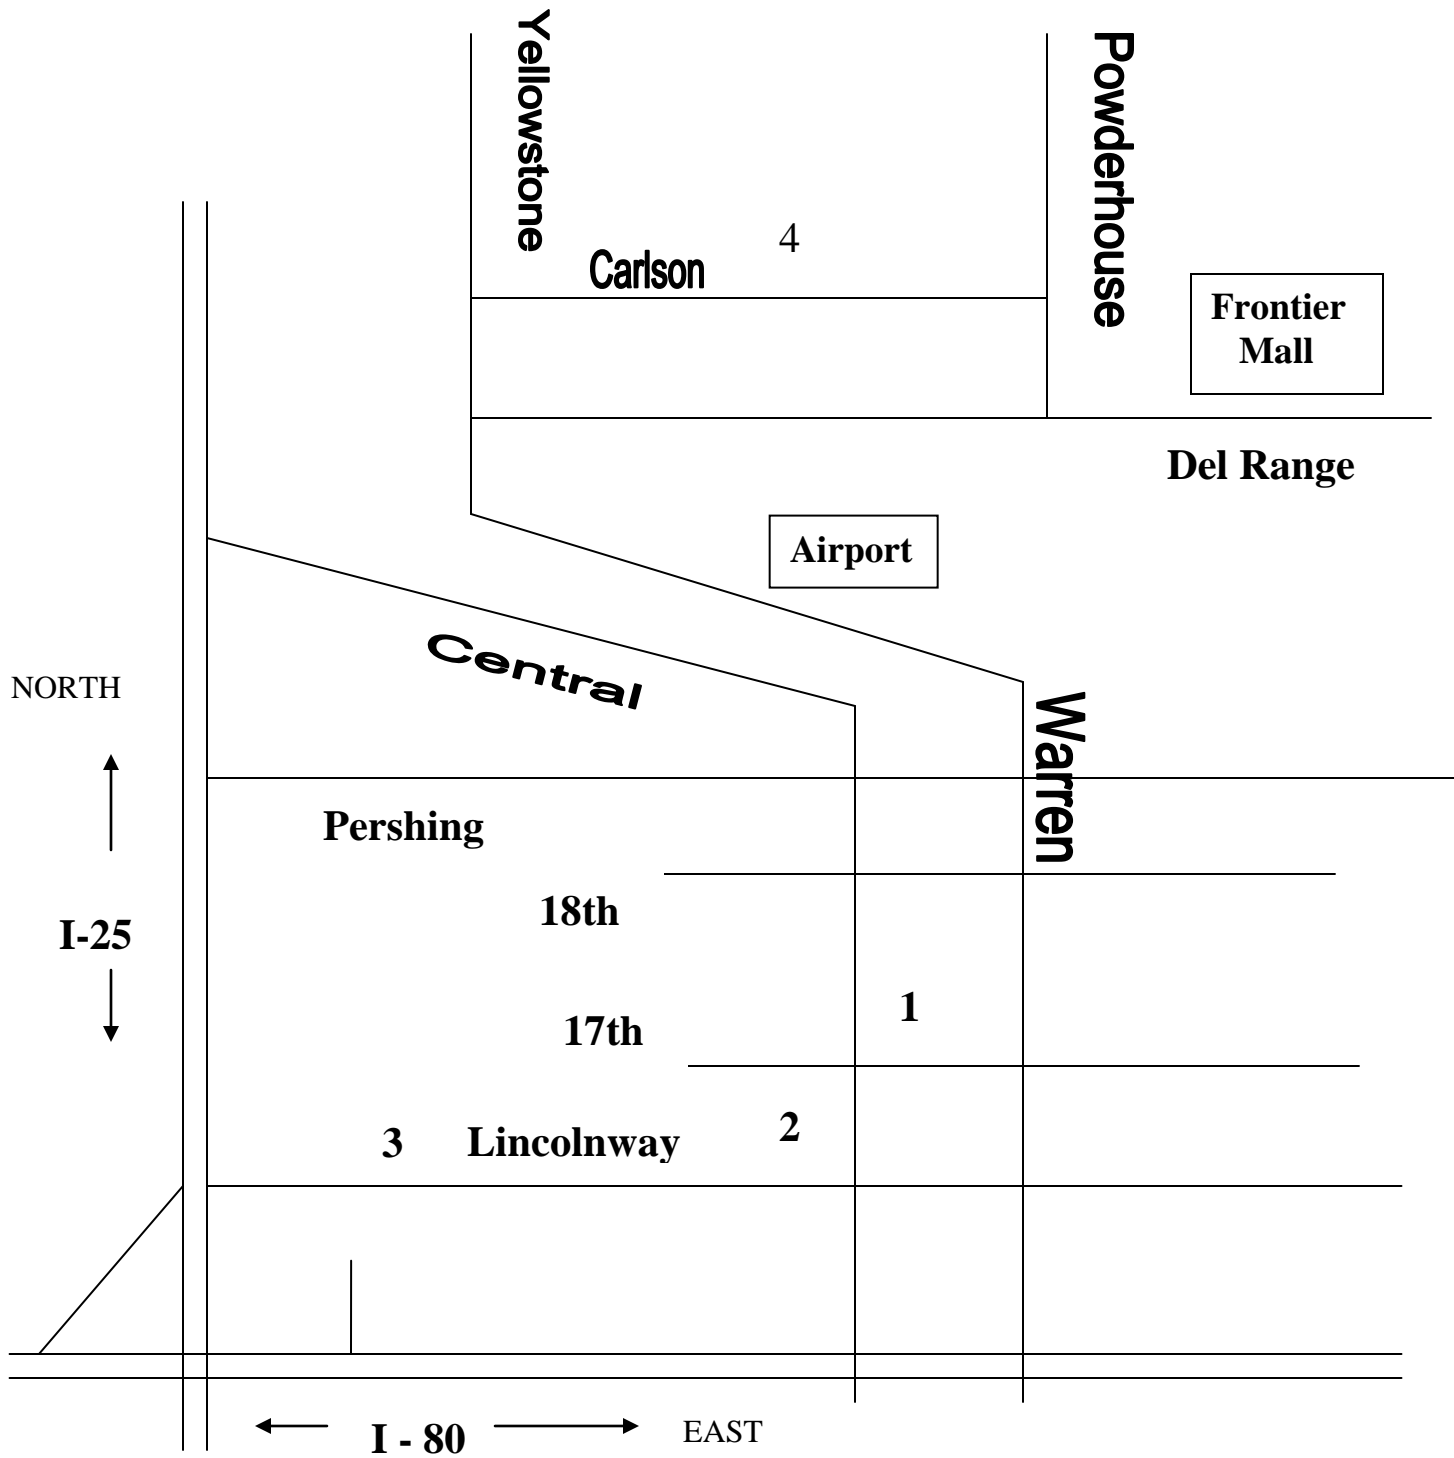 Yellowstone
Powderhouse
4
Carlson
Frontier
Mall
Del Range
Airport
Central
NORTH
Warren
Pershing
18th
I-25
1
17th
2
3
Lincolnway
I - 80
EAST